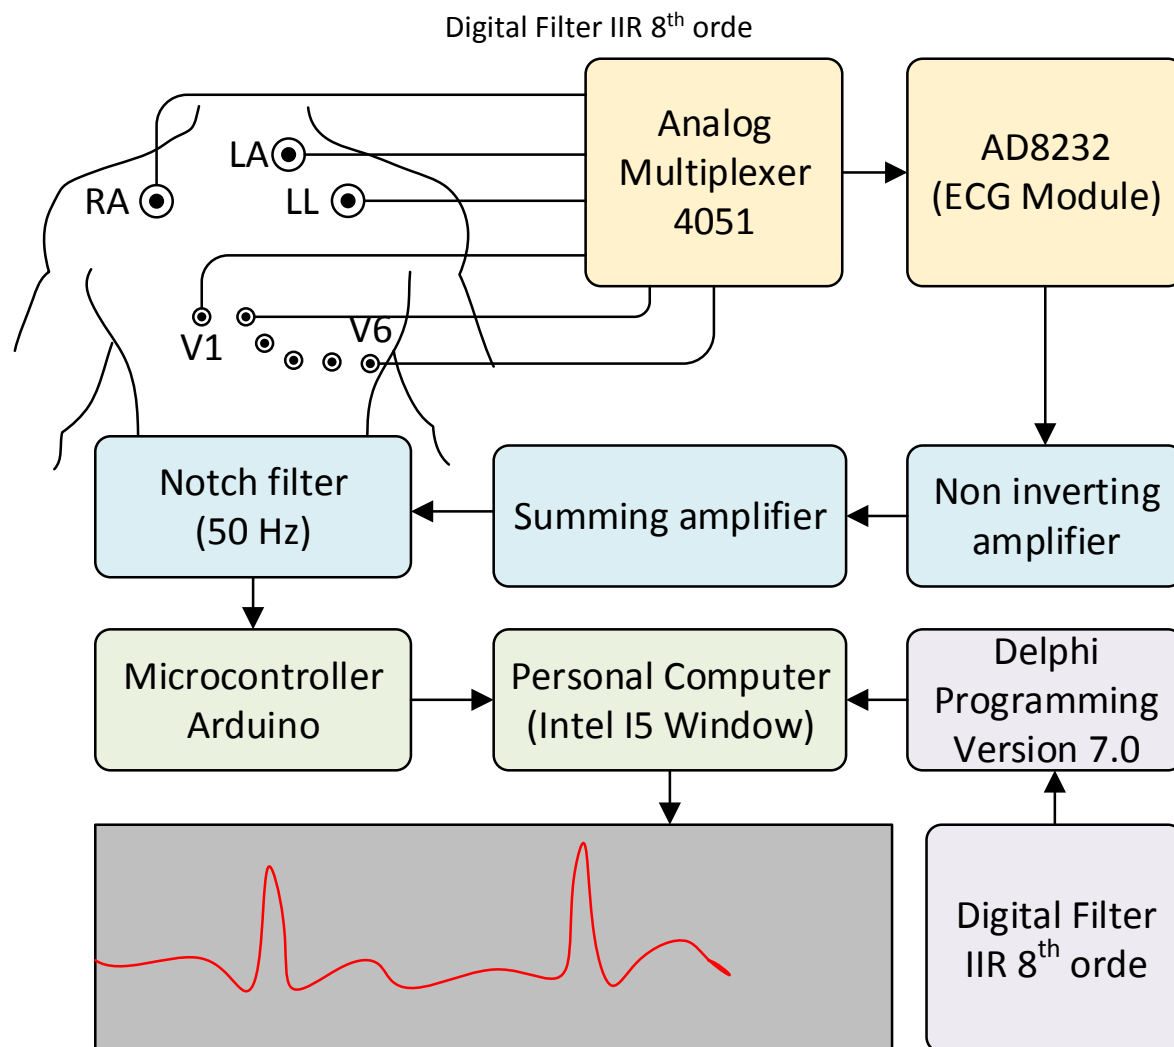 Digital Filter IIR 8th orde
Analog
Multiplexer
4051
AD8232
(ECG Module)
LA
RA
LL
V1
V6
Notch filter
(50 Hz)
Summing amplifier
Non inverting
amplifier
Microcontroller
Arduino
Personal Computer
(Intel I5 Window)
Delphi
Programming
Version 7.0
Digital Filter
IIR 8th orde